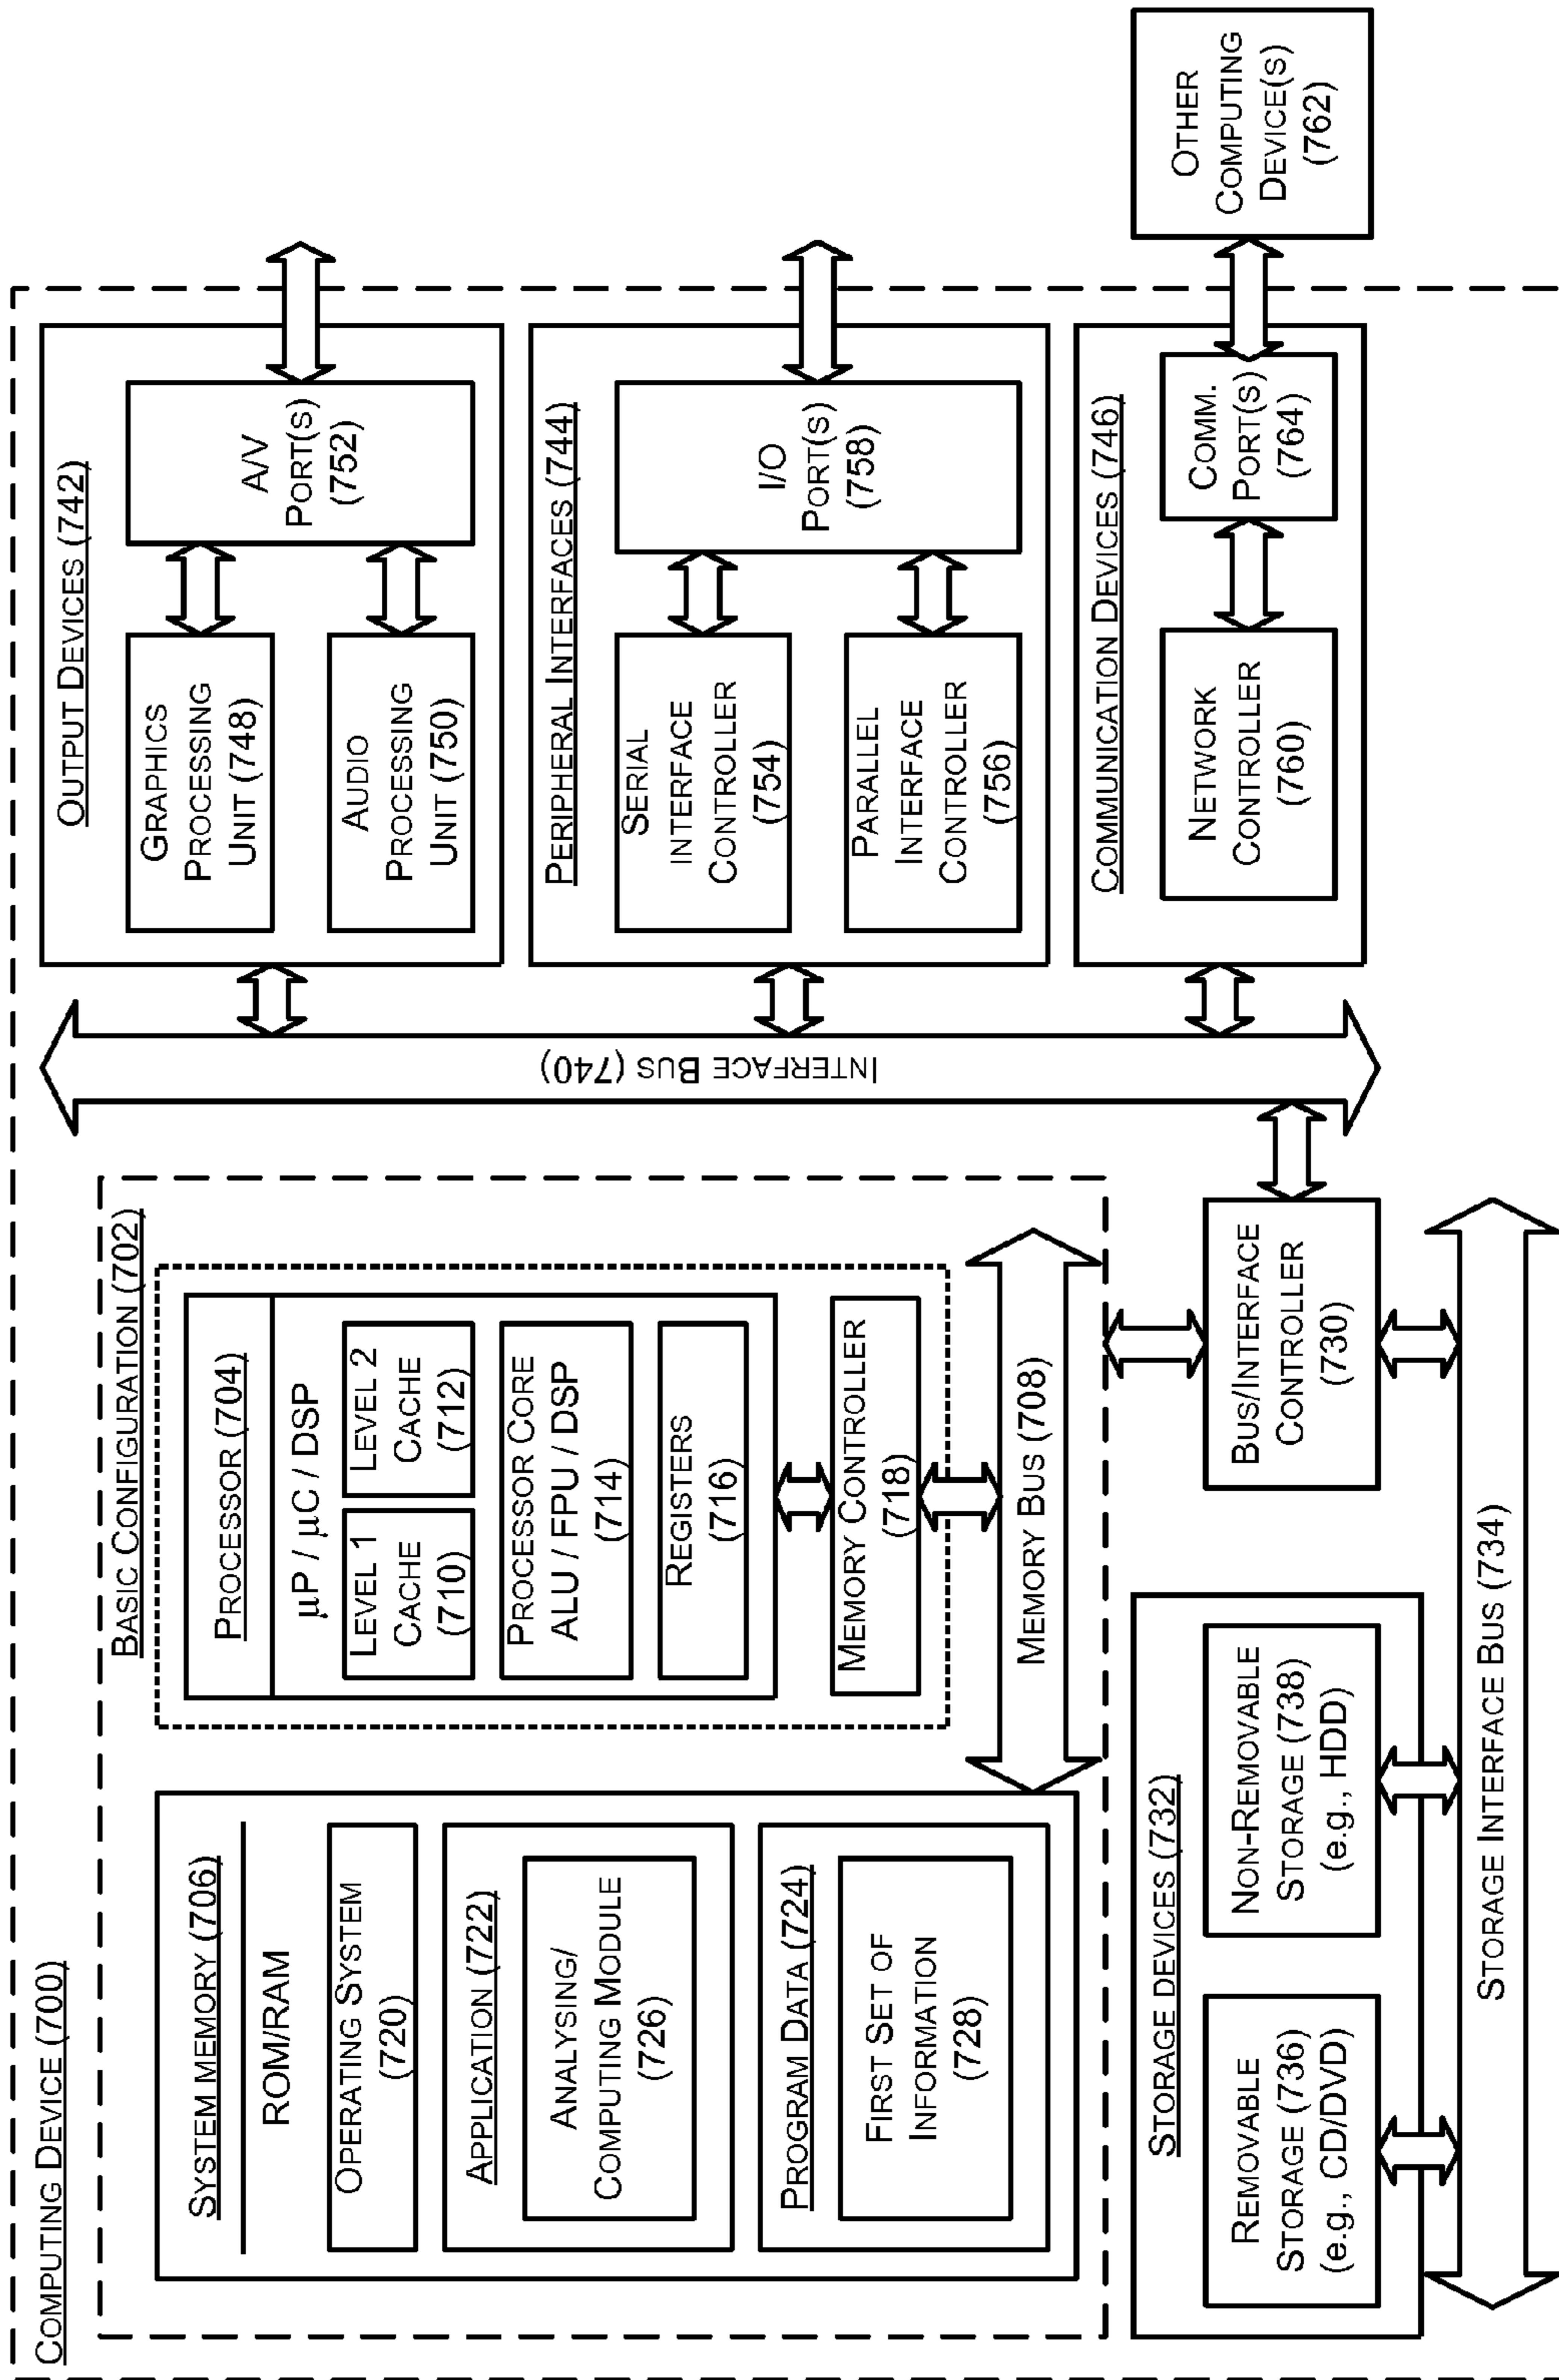 COMPUTING DEVICE (700)
BASIC CONFIGURATION (702)
SYSTEM MEMORY (706)
ROM/RAM
OPERATING SYSTEM
(720)
APPLICATION (722)
ANALYSING/
COMPUTING MODULE
(726)
PROGRAM DATA (724)
FIRST SET OF
INFORMATION
(728)
PROCESSOR (704)
µP / µC / DSP
LEVEL 1
CACHE
(710)
LEVEL 2
CACHE
(712)
PROCESSOR CORE
ALU / FPU / DSP
(714)
REGISTERS
(716)
MEMORY CONTROLLER
(718)
MEMORY BUS (708)
STORAGE DEVICES (732)
REMOVABLE
STORAGE (736)
(e.g., CD/DVD)
NON-REMOVABLE
STORAGE (738)
(e.g., HDD)
BUS/INTERFACE
CONTROLLER
(730)
STORAGE INTERFACE BUS (734)
INTERFACE BUS (740)
OUTPUT DEVICES (742)
GRAPHICS
PROCESSING
UNIT (748)
AUDIO
PROCESSING
UNIT (750)
A/V
PORT(S)
(752)
PERIPHERAL INTERFACES (744)
SERIAL
INTERFACE
CONTROLLER
(754)
PARALLEL
INTERFACE
CONTROLLER
(756)
I/O
PORT(S)
(758)
COMMUNICATION DEVICES (746)
NETWORK
CONTROLLER
(760)
COMM.
PORT(S)
(764)
OTHER
COMPUTING
DEVICE(S)
(762)